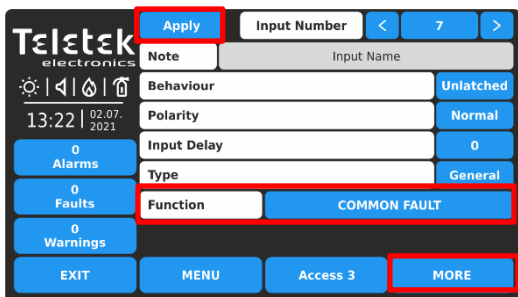 Teletek
electronics
13:22 02.07.
2021
0
Alarms
0
Faults
0
Warnings
EXIT
Apply Input Number < 7 >
Note Input Name
Behaviour Unlatched
Polarity Normal
Input Delay 0
Type General
Function COMMON FAULT
MENU Access 3 MORE